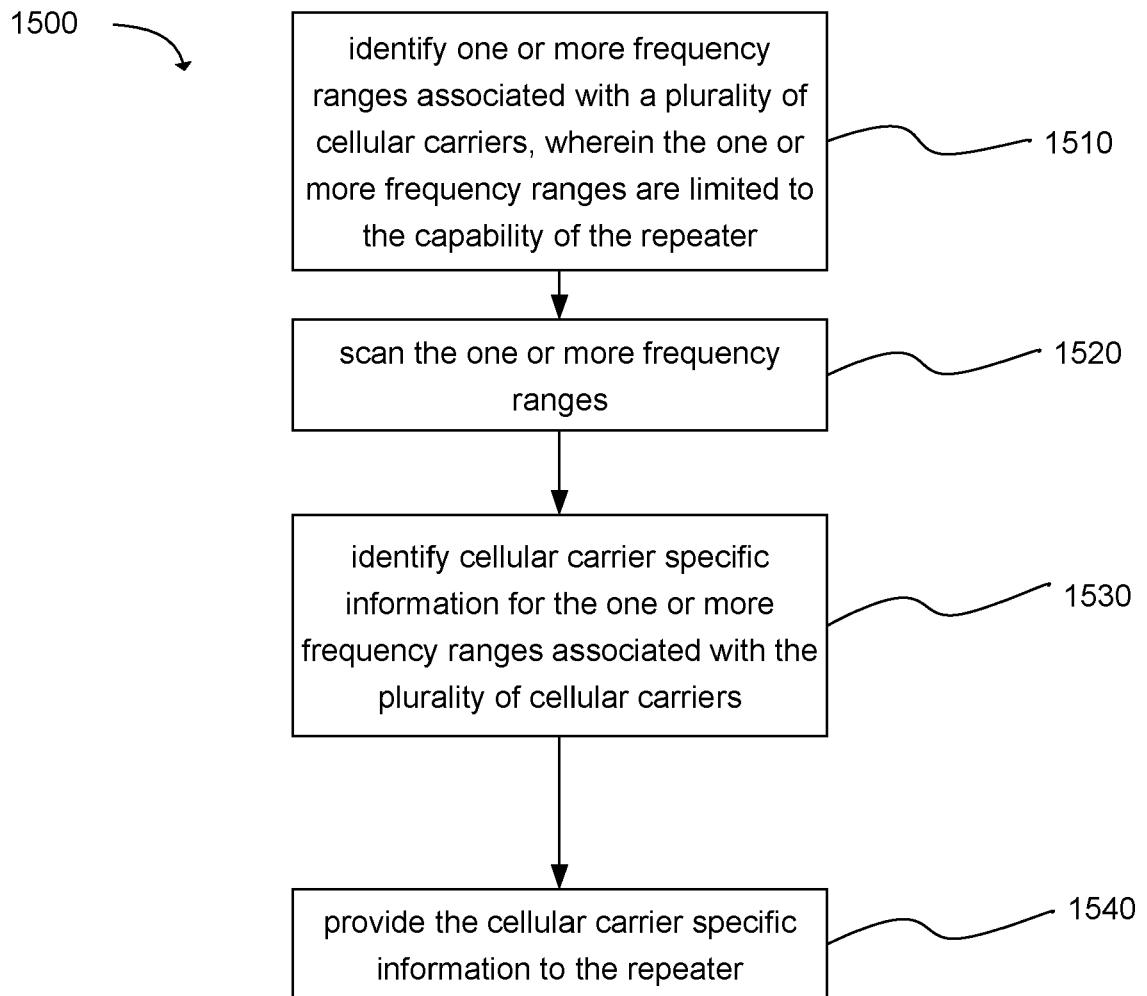 1500
identify one or more frequency
ranges associated with a plurality of
cellular carriers, wherein the one or
more frequency ranges are limited to
the capability of the repeater
1510
scan the one or more frequency
ranges
1520
identify cellular carrier specific
information for the one or more
frequency ranges associated with the
plurality of cellular carriers
1530
provide the cellular carrier specific
information to the repeater
1540